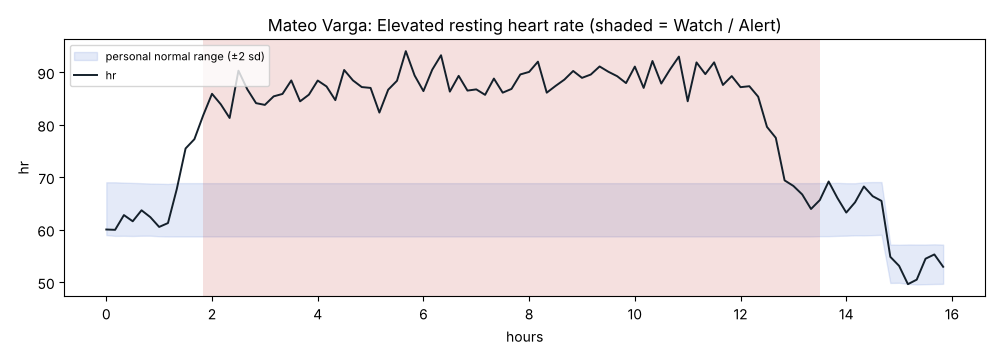 Mateo Varga: Elevated resting heart rate (shaded = Watch / Alert)
personal normal range (±2 sd)
hr
hr
90
80
70
60
50
0 2 4 6 8 10 12 14 16
hours